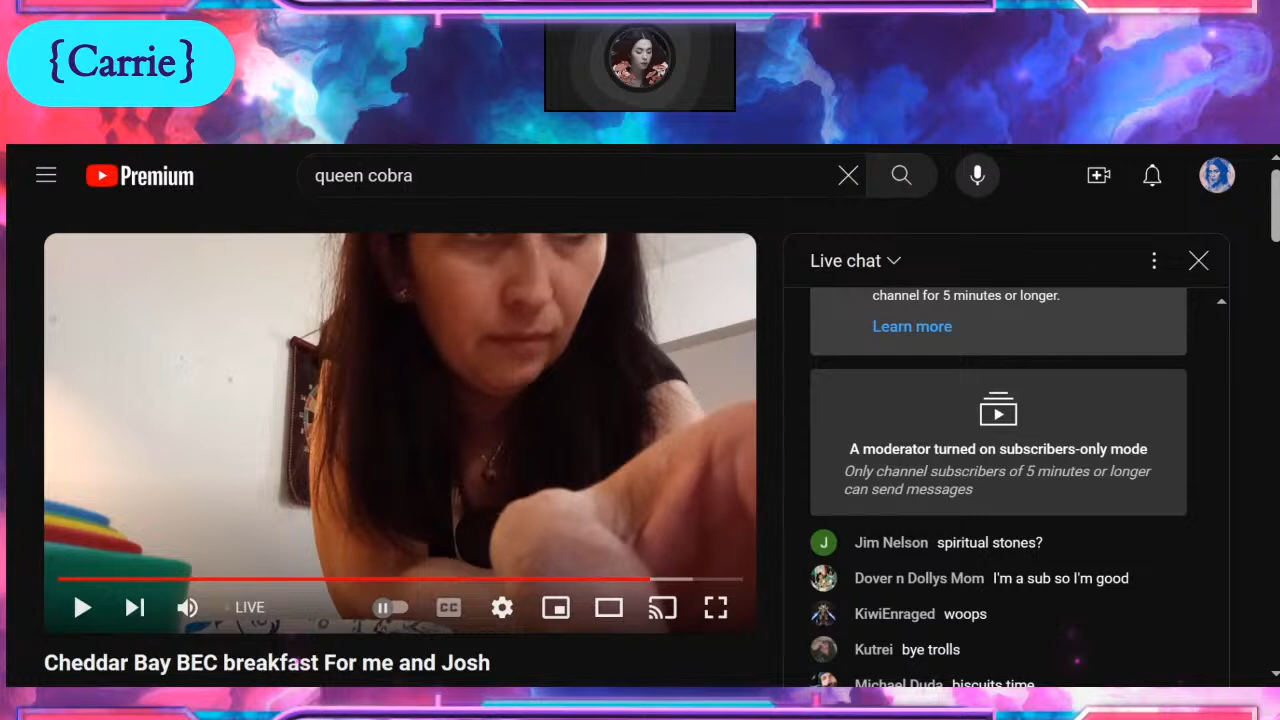 {Carrie}
Premium
queen cobra
Live chat
channel for 5 minutes or longer.
Learn more
A moderator turned on subscribers-only mode
Only channel subscribers of 5 minutes or longer
can send messages
Jim Nelson spiritual stones?
Dover n Dollys Mom I'm a sub so I'm good
KiwiEnraged woops
Kutrei bye trolls
Michael Duda biscuits time
LIVE
CC
Cheddar Bay BEC breakfast For me and Josh